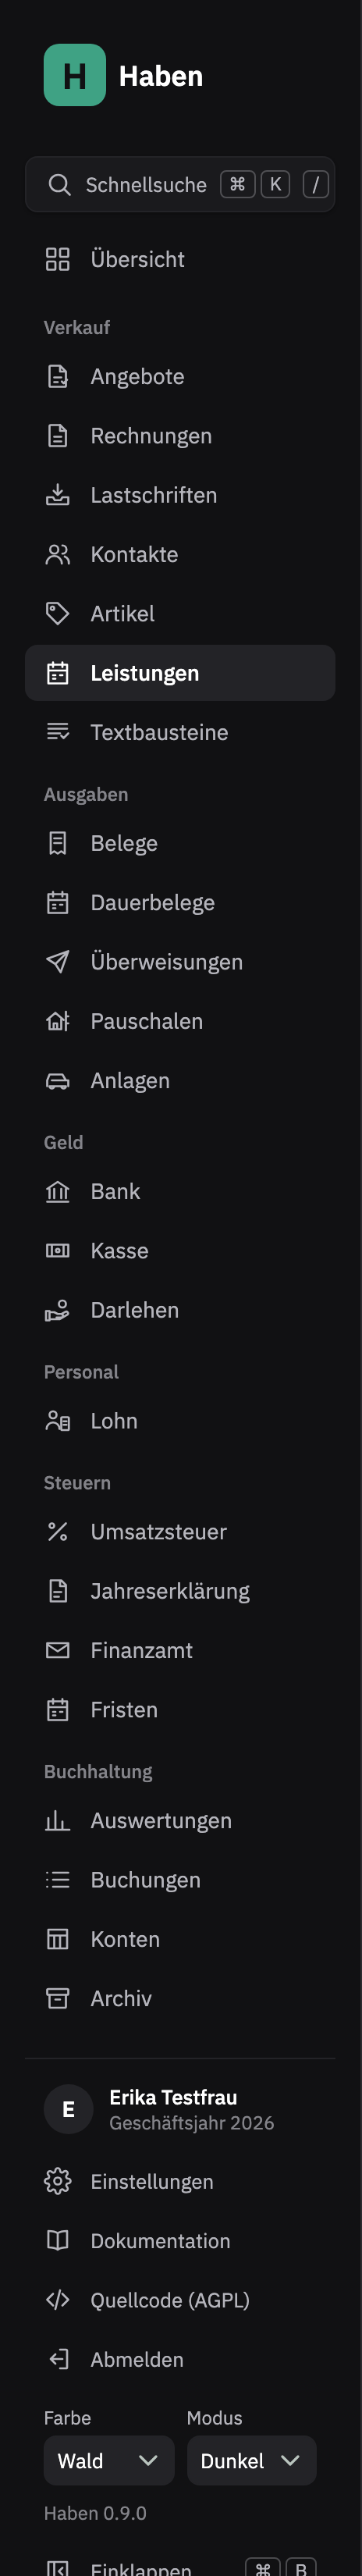 H Haben
Schnellsuche ⌘ K /
Übersicht
Verkauf
Angebote
Rechnungen
Lastschriften
Kontakte
Artikel
Leistungen
Textbausteine
Ausgaben
Belege
Dauerbelege
Überweisungen
Pauschalen
Anlagen
Geld
Bank
Kasse
Darlehen
Personal
Lohn
Steuern
Umsatzsteuer
Jahreserklärung
Finanzamt
Fristen
Buchhaltung
Auswertungen
Buchungen
Konten
Archiv
E Erika Testfrau
Geschäftsjahr 2026
Einstellungen
Dokumentation
Quellcode (AGPL)
Abmelden
Farbe Modus
Wald Dunkel
Haben 0.9.0
Einklappen ⌘ B